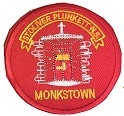 ST. OLIVER PLUNKETT N.S.
MONKSTOWN